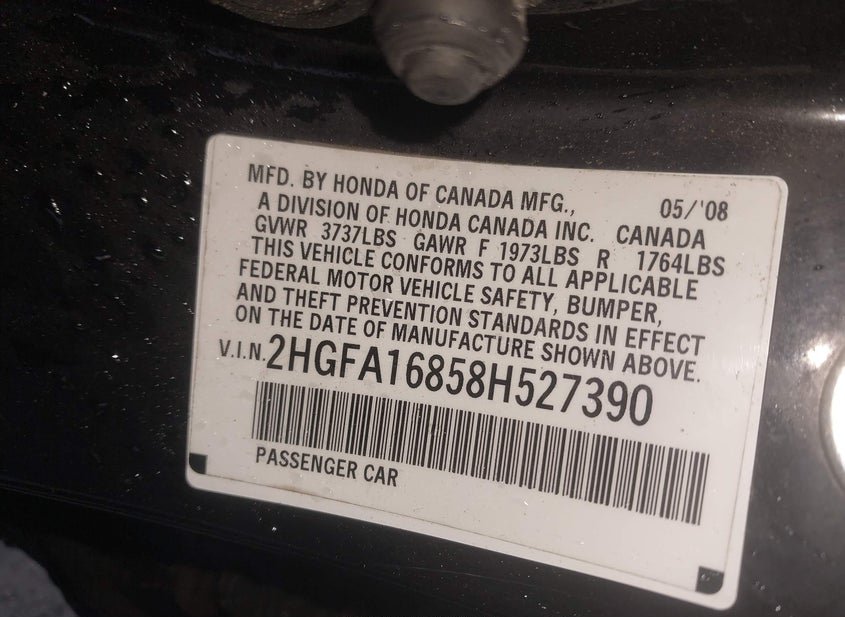 MFD. BY HONDA OF CANADA MFG., 05/'08
A DIVISION OF HONDA CANADA INC. CANADA
GVWR 3737LBS GAWR F 1973LBS R 1764LBS
THIS VEHICLE CONFORMS TO ALL APPLICABLE
FEDERAL MOTOR VEHICLE SAFETY, BUMPER,
AND THEFT PREVENTION STANDARDS IN EFFECT
ON THE DATE OF MANUFACTURE SHOWN ABOVE.
V.I.N. 2HGFA16858H527390
PASSENGER CAR